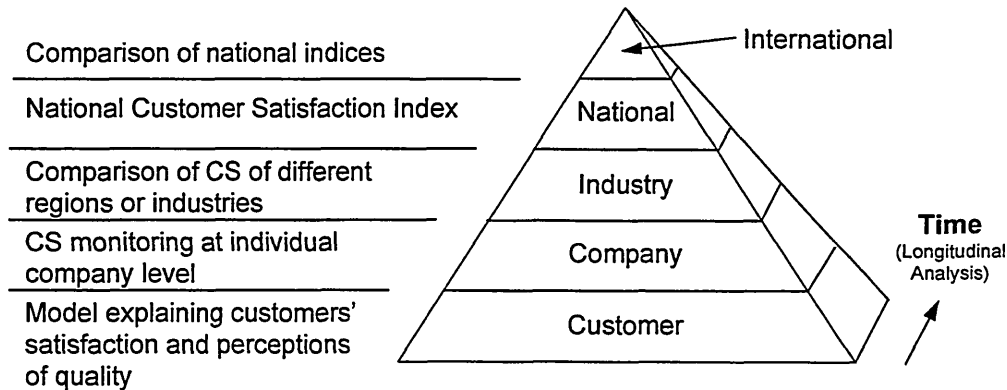 Comparison of national indices
International
National Customer Satisfaction Index
National
Comparison of CS of different
regions or industries
Industry
CS monitoring at individual
company level
Company
Time
(Longitudinal
Analysis)
Model explaining customers'
satisfaction and perceptions
of quality
Customer